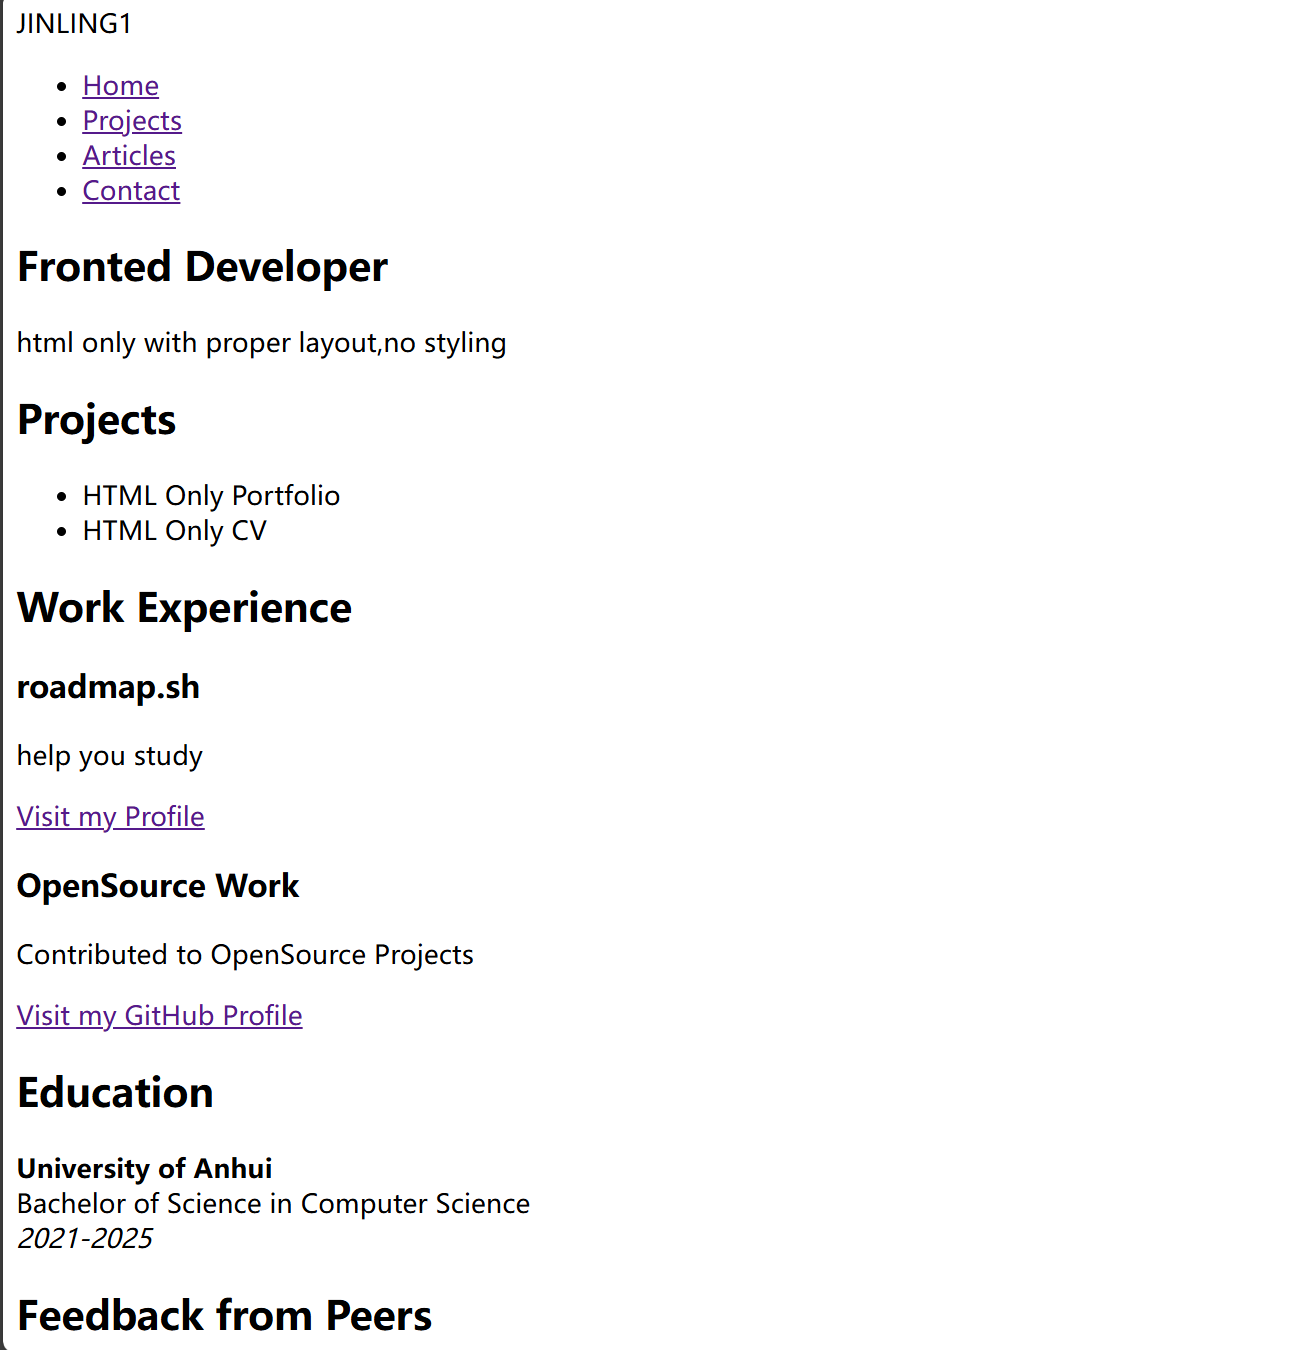 JINLING1
Home
Projects
Articles
Contact
Fronted Developer
html only with proper layout,no styling
Projects
HTML Only Portfolio
HTML Only CV
Work Experience
roadmap.sh
help you study
Visit my Profile
OpenSource Work
Contributed to OpenSource Projects
Visit my GitHub Profile
Education
University of Anhui
Bachelor of Science in Computer Science
2021-2025
Feedback from Peers